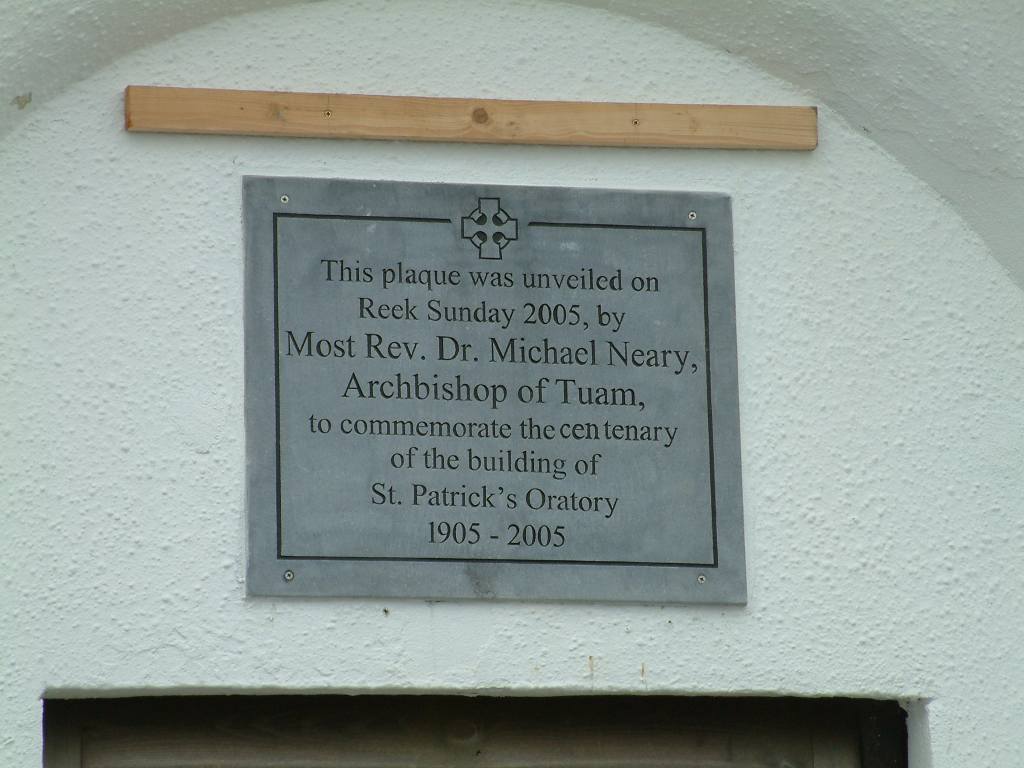 This plaque was unveiled on
Reek Sunday 2005, by
Most Rev. Dr. Michael Neary,
Archbishop of Tuam,
to commemorate the centenary
of the building of
St. Patrick's Oratory
1905 - 2005